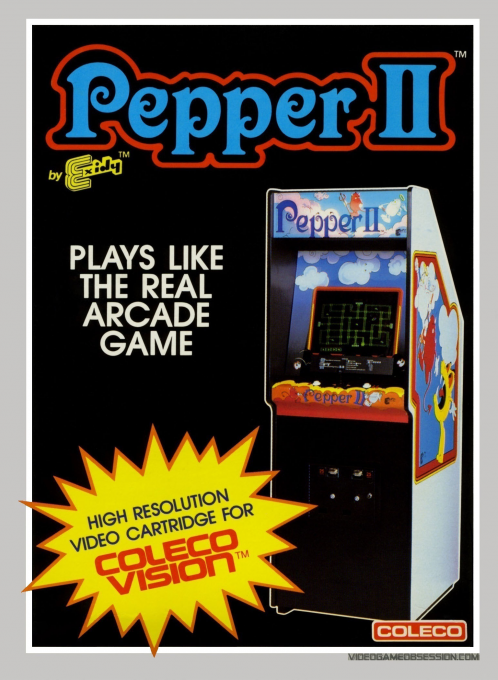 Pepper II
TM
by Exidy TM
PLAYS LIKE
THE REAL
ARCADE
GAME
Pepper II
Pepper II
HIGH RESOLUTION
VIDEO CARTRIDGE FOR
COLECO
VISION TM
COLECO
VIDEOGAMEOBSESSION.COM